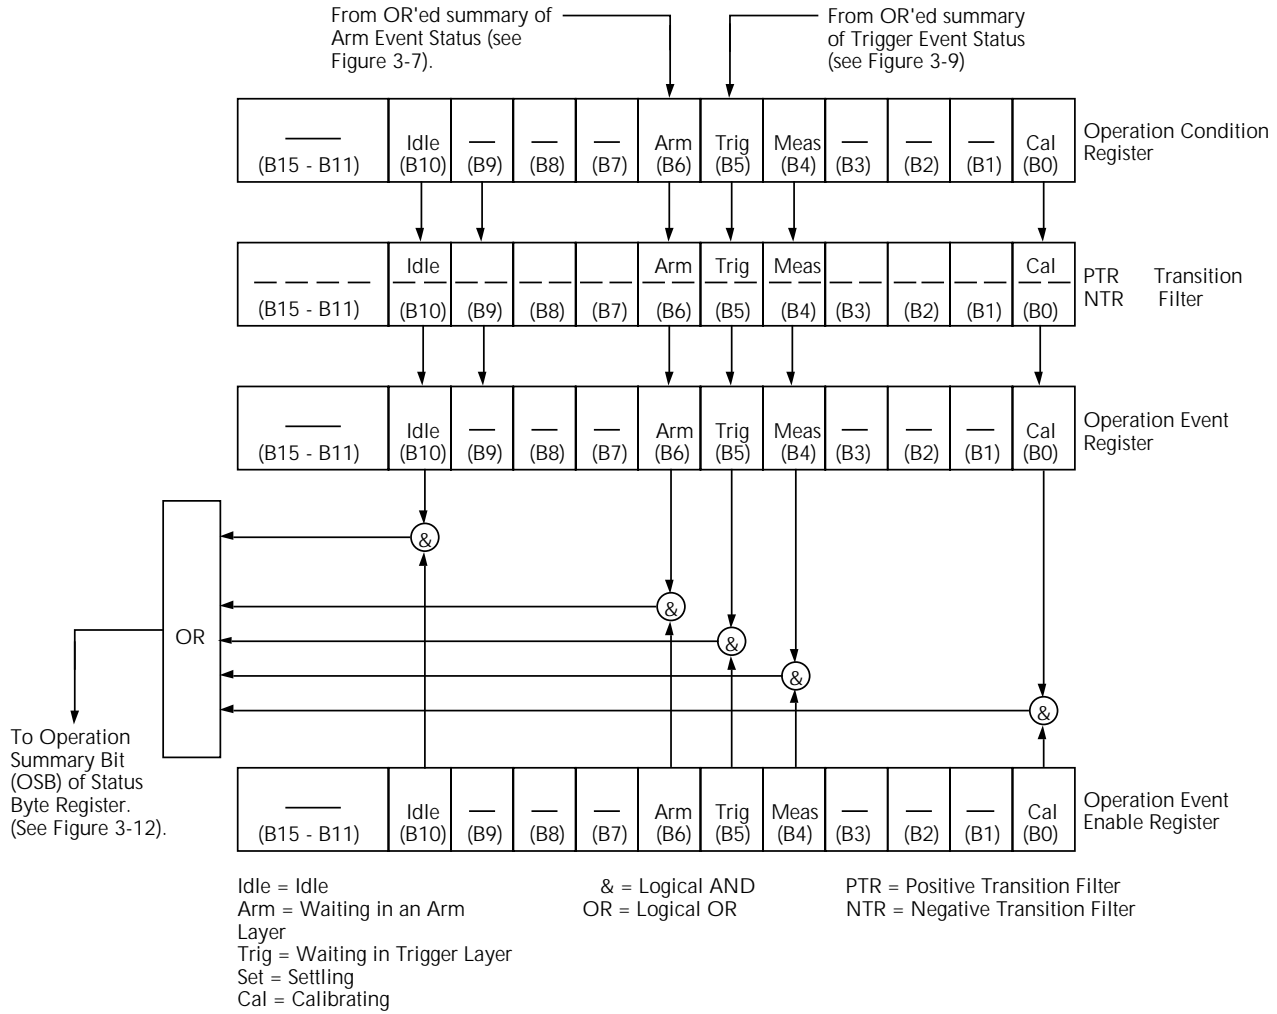 From OR'ed summary of
Arm Event Status (see
Figure 3-7).
From OR'ed summary
of Trigger Event Status
(see Figure 3-9)
Idle Arm Trig Meas Cal
(B15 - B11) (B10) (B9) (B8) (B7) (B6) (B5) (B4) (B3) (B2) (B1) (B0)
Operation Condition
Register
Idle Arm Trig Meas Cal
(B15 - B11) (B10) (B9) (B8) (B7) (B6) (B5) (B4) (B3) (B2) (B1) (B0)
PTR Transition
NTR Filter
Idle Arm Trig Meas Cal
(B15 - B11) (B10) (B9) (B8) (B7) (B6) (B5) (B4) (B3) (B2) (B1) (B0)
Operation Event
Register
&
&
&
&
&
OR
To Operation
Summary Bit
(OSB) of Status
Byte Register.
(See Figure 3-12).
Idle Arm Trig Meas Cal
(B15 - B11) (B10) (B9) (B8) (B7) (B6) (B5) (B4) (B3) (B2) (B1) (B0)
Operation Event
Enable Register
Idle = Idle
Arm = Waiting in an Arm
Layer
Trig = Waiting in Trigger Layer
Set = Settling
Cal = Calibrating
& = Logical AND
OR = Logical OR
PTR = Positive Transition Filter
NTR = Negative Transition Filter